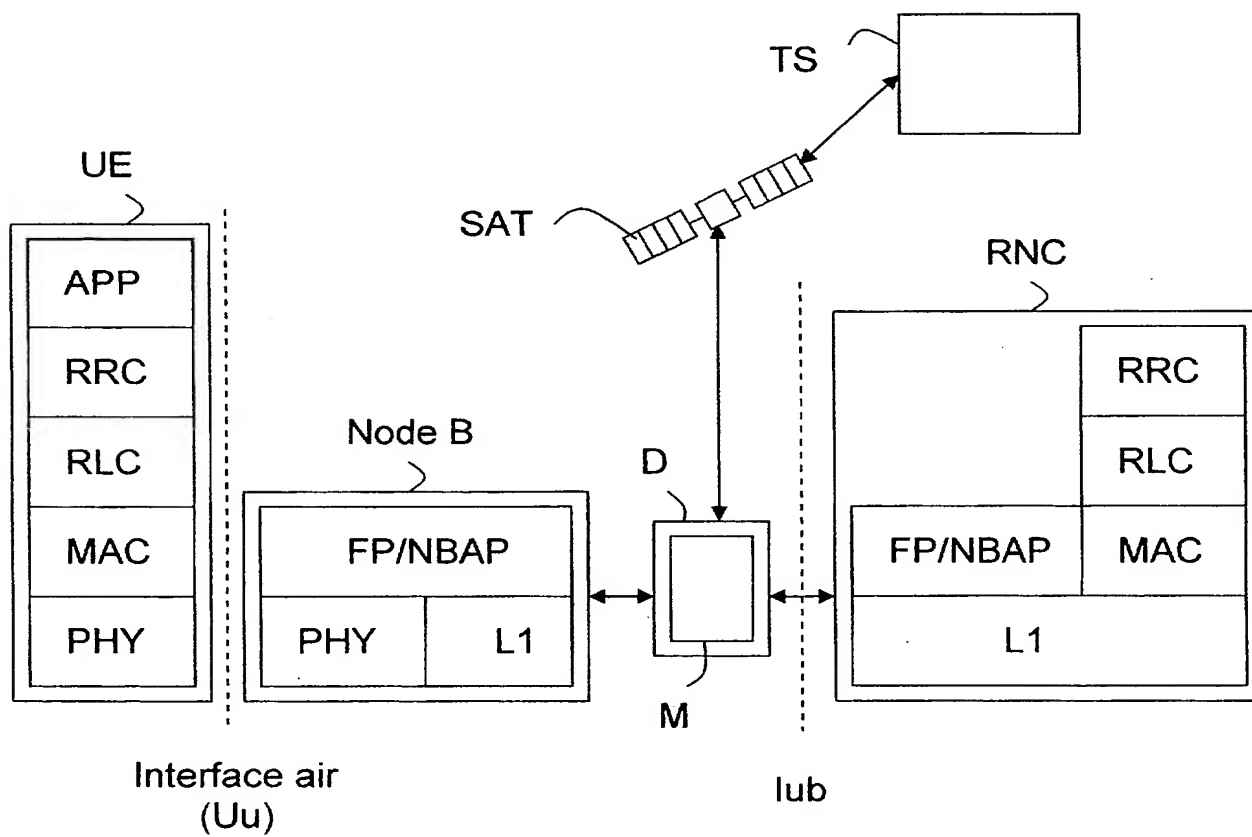 TS
UE
SAT
RNC
APP
RRC
RLC
MAC
PHY
Node B
FP/NBAP
PHY
L1
D
M
RRC
RLC
FP/NBAP
MAC
L1
Interface air
(Uu)
Iub